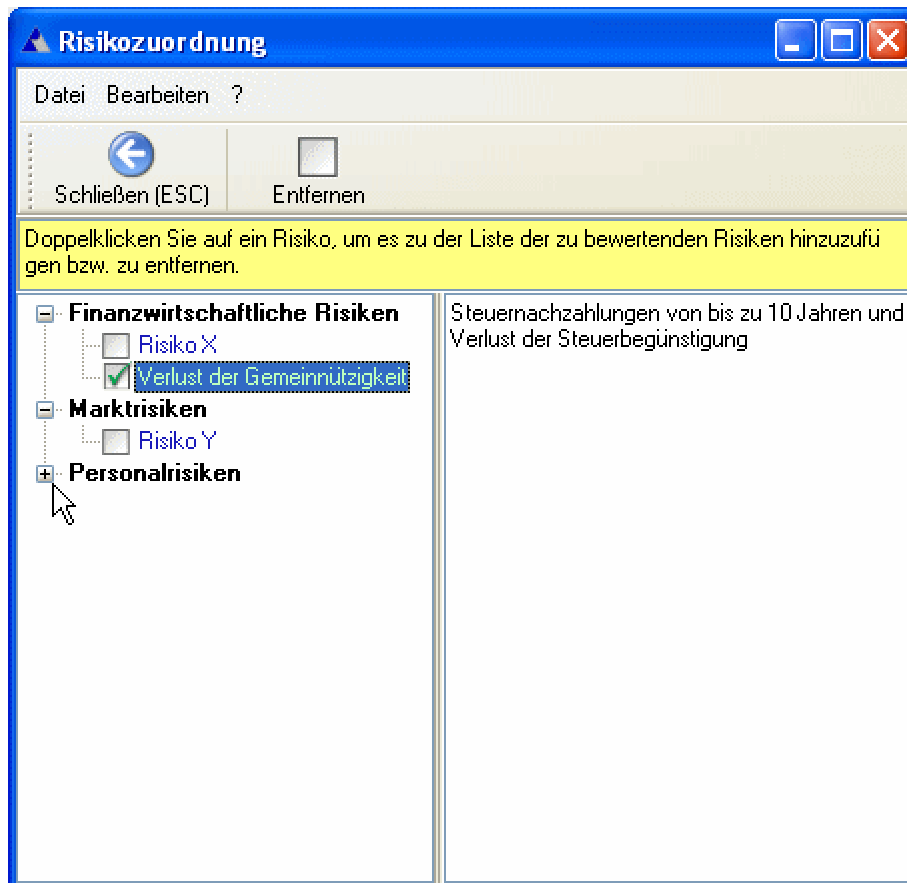 Risikozuordnung
Datei Bearbeiten ?
Schließen (ESC) Entfernen
Doppelklicken Sie auf ein Risiko, um es zu der Liste der zu bewertenden Risiken hinzuzufü
gen bzw. zu entfernen.
Finanzwirtschaftliche Risiken
Risiko X
Verlust der Gemeinnützigkeit
Marktrisiken
Risiko Y
Personalrisiken
Steuernachzahlungen von bis zu 10 Jahren und
Verlust der Steuerbegünstigung